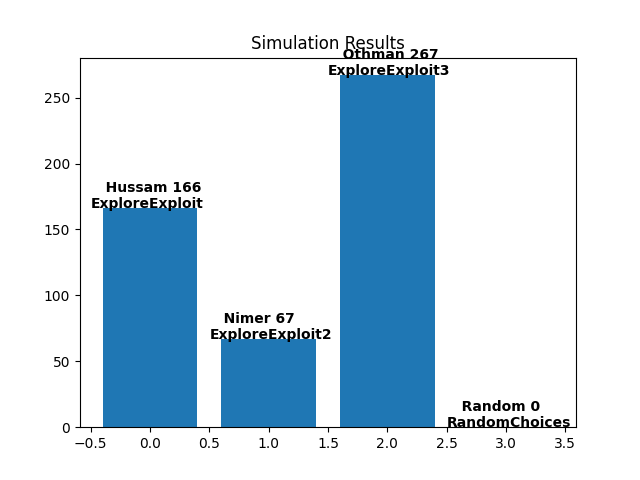 Simulation Results
Othman 267
ExploreExploit3
250
Hussam 166
ExploreExploit
200
150
Nimer 67
ExploreExploit2
100
50
Random 0
RandomChoices
0
−0.5 0.0 0.5 1.0 1.5 2.0 2.5 3.0 3.5